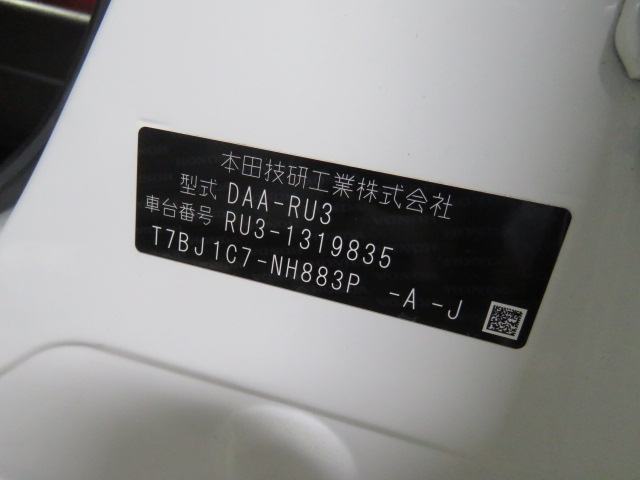 本田技研工業株式会社
型式 DAA-RU3
車台番号 RU3-1319835
T7BJ1C7-NH883P -A -J